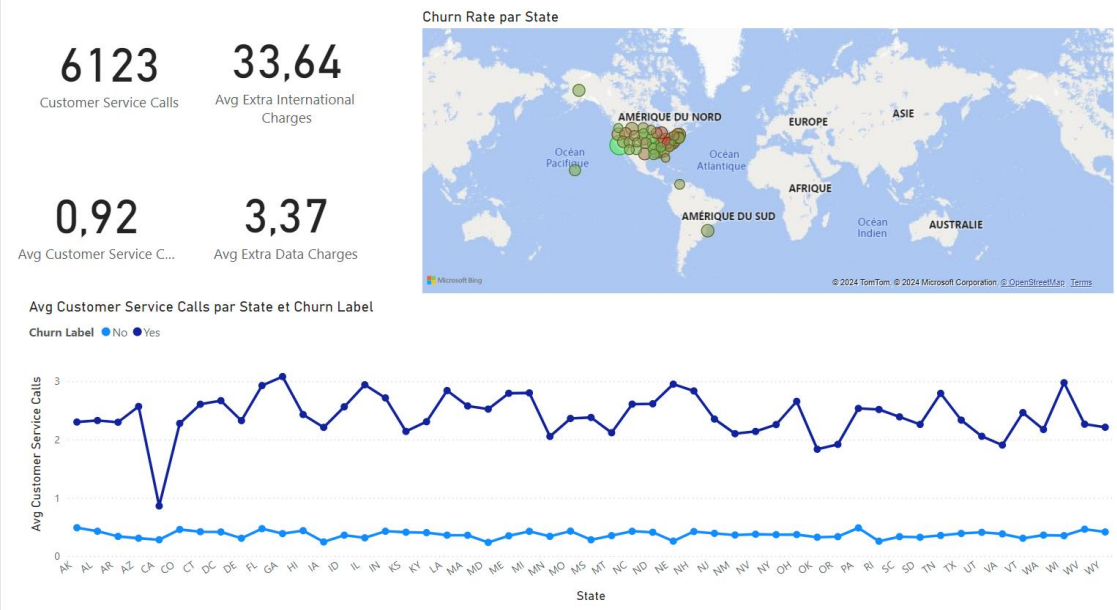 6123
Customer Service Calls
33,64
Avg Extra International
Charges
0,92
Avg Customer Service C...
3,37
Avg Extra Data Charges
Churn Rate par State
AMÉRIQUE DU NORD
EUROPE
ASIE
Océan
Pacifique
Océan
Atlantique
AFRIQUE
AMÉRIQUE DU SUD
Océan
Indien
AUSTRALIE
Microsoft Bing
© 2024 TomTom, © 2024 Microsoft Corporation, © OpenStreetMap Terms
Avg Customer Service Calls par State et Churn Label
Churn Label No Yes
Avg Customer Service Calls
3
2
1
0
AK AL AR AZ CA CO CT DC DE FL GA HI IA ID IL IN KS KY LA MA MD ME MI MN MO MS MT NC ND NE NH NJ NM NV NY OH OK OR PA RI SC SD TN TX UT VA VT WA WI WV WY
State